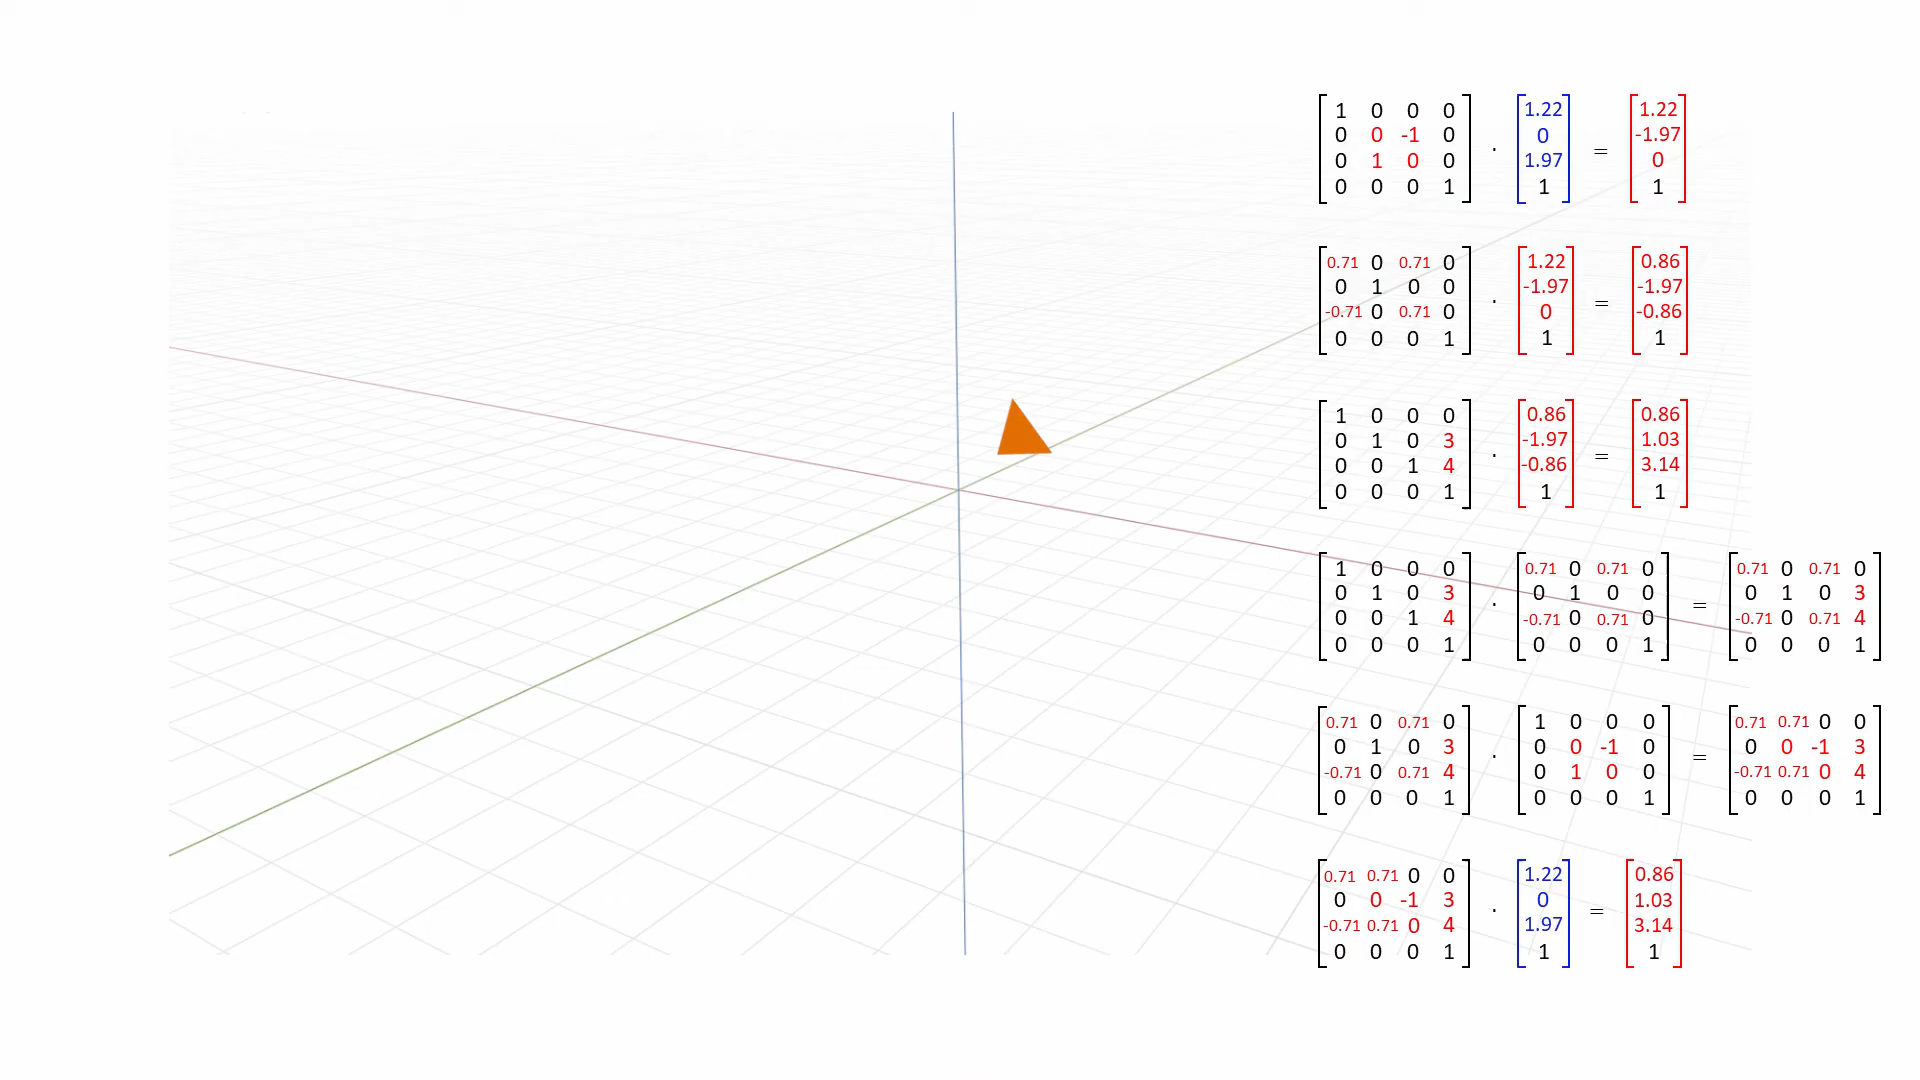 1 0 0 0 1.22 1.22
0 0 -1 0 0 -1.97
0 1 0 0 · 1.97 = 0
0 0 0 1 1 1
0.71 0 0.71 0 1.22 0.86
0 1 0 0 -1.97 -1.97
-0.71 0 0.71 0 · 0 = -0.86
0 0 0 1 1 1
1 0 0 0 0.86 0.86
0 1 0 3 -1.97 1.03
0 0 1 4 · -0.86 = 3.14
0 0 0 1 1 1
1 0 0 0 0.71 0 0.71 0 0.71 0 0.71 0
0 1 0 3 0 1 0 0 0 1 0 3
0 0 1 4 · -0.71 0 0.71 0 = -0.71 0 0.71 4
0 0 0 1 0 0 0 1 0 0 0 1
0.71 0 0.71 0 1 0 0 0 0.71 0.71 0 0
0 1 0 3 0 0 -1 0 0 0 -1 3
-0.71 0 0.71 4 · 0 1 0 0 = -0.71 0.71 0 4
0 0 0 1 0 0 0 1 0 0 0 1
0.71 0.71 0 0 1.22 0.86
0 0 -1 3 0 1.03
-0.71 0.71 0 4 · 1.97 = 3.14
0 0 0 1 1 1